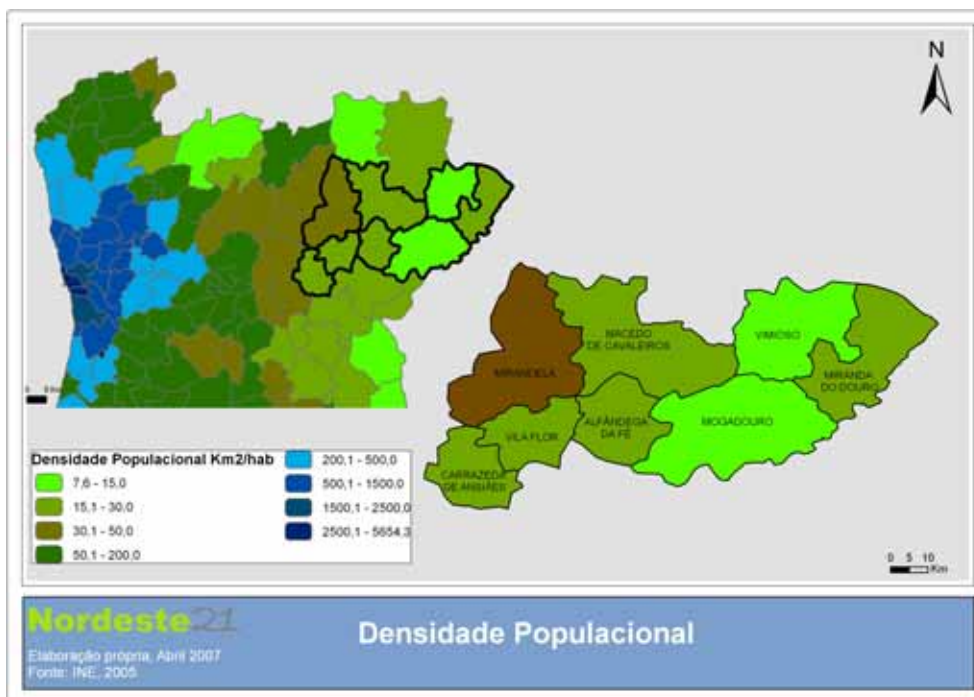 N
MACEDO
DE CAVALEIROS
VIMIOSO
MIRANDELA
MIRANDA
DO DOURO
ALFÂNDEGA
DA FÉ
MOGADOURO
VILA FLOR
CARRAZEDA
DE ANSIÃES
Densidade Populacional Km2/hab
7,6 - 15,0
15,1 - 30,0
30,1 - 50,0
50,1 - 200,0
200,1 - 500,0
500,1 - 1500,0
1500,1 - 2500,0
2500,1 - 5654,3
0 5 10
Km
Nordeste21
Elaboração própria, Abril 2007
Fonte: INE, 2005
Densidade Populacional